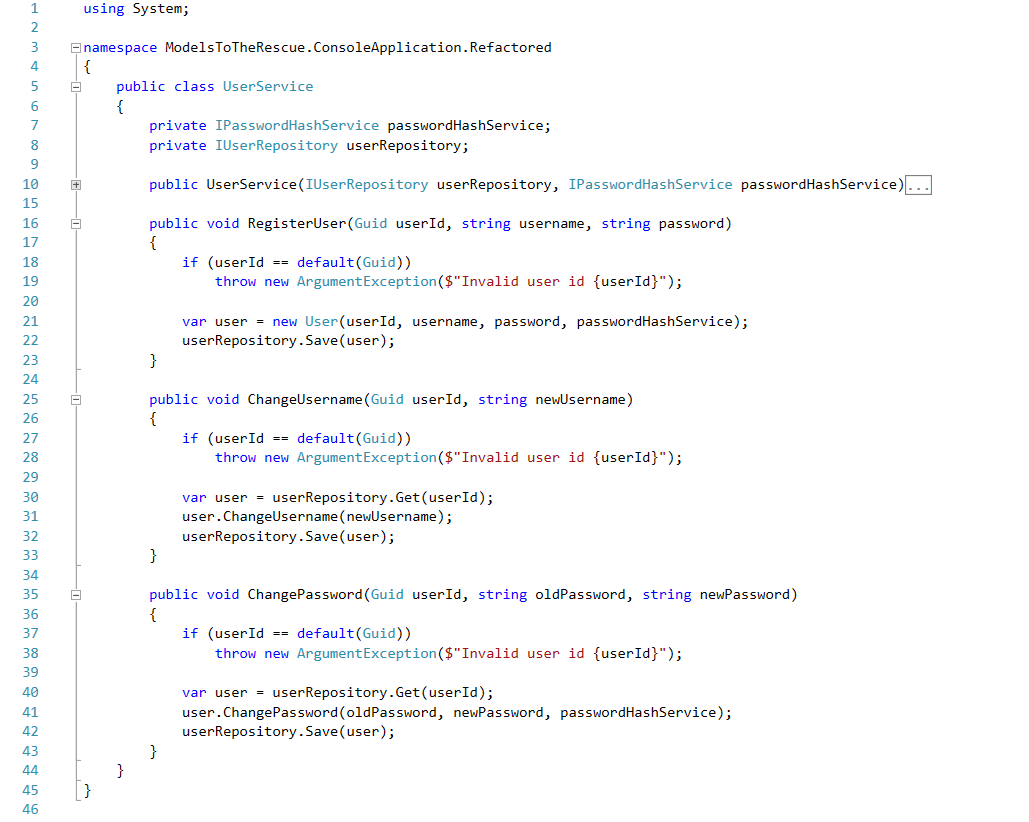 1 using System;
2
3 namespace ModelsToTheRescue.ConsoleApplication.Refactored
4 {
5     public class UserService
6     {
7         private IPasswordHashService passwordHashService;
8         private IUserRepository userRepository;
9
10         public UserService(IUserRepository userRepository, IPasswordHashService passwordHashService)...
15
16         public void RegisterUser(Guid userId, string username, string password)
17         {
18             if (userId == default(Guid))
19                 throw new ArgumentException($"Invalid user id {userId}");
20
21             var user = new User(userId, username, password, passwordHashService);
22             userRepository.Save(user);
23         }
24
25         public void ChangeUsername(Guid userId, string newUsername)
26         {
27             if (userId == default(Guid))
28                 throw new ArgumentException($"Invalid user id {userId}");
29
30             var user = userRepository.Get(userId);
31             user.ChangeUsername(newUsername);
32             userRepository.Save(user);
33         }
34
35         public void ChangePassword(Guid userId, string oldPassword, string newPassword)
36         {
37             if (userId == default(Guid))
38                 throw new ArgumentException($"Invalid user id {userId}");
39
40             var user = userRepository.Get(userId);
41             user.ChangePassword(oldPassword, newPassword, passwordHashService);
42             userRepository.Save(user);
43         }
44     }
45 }
46